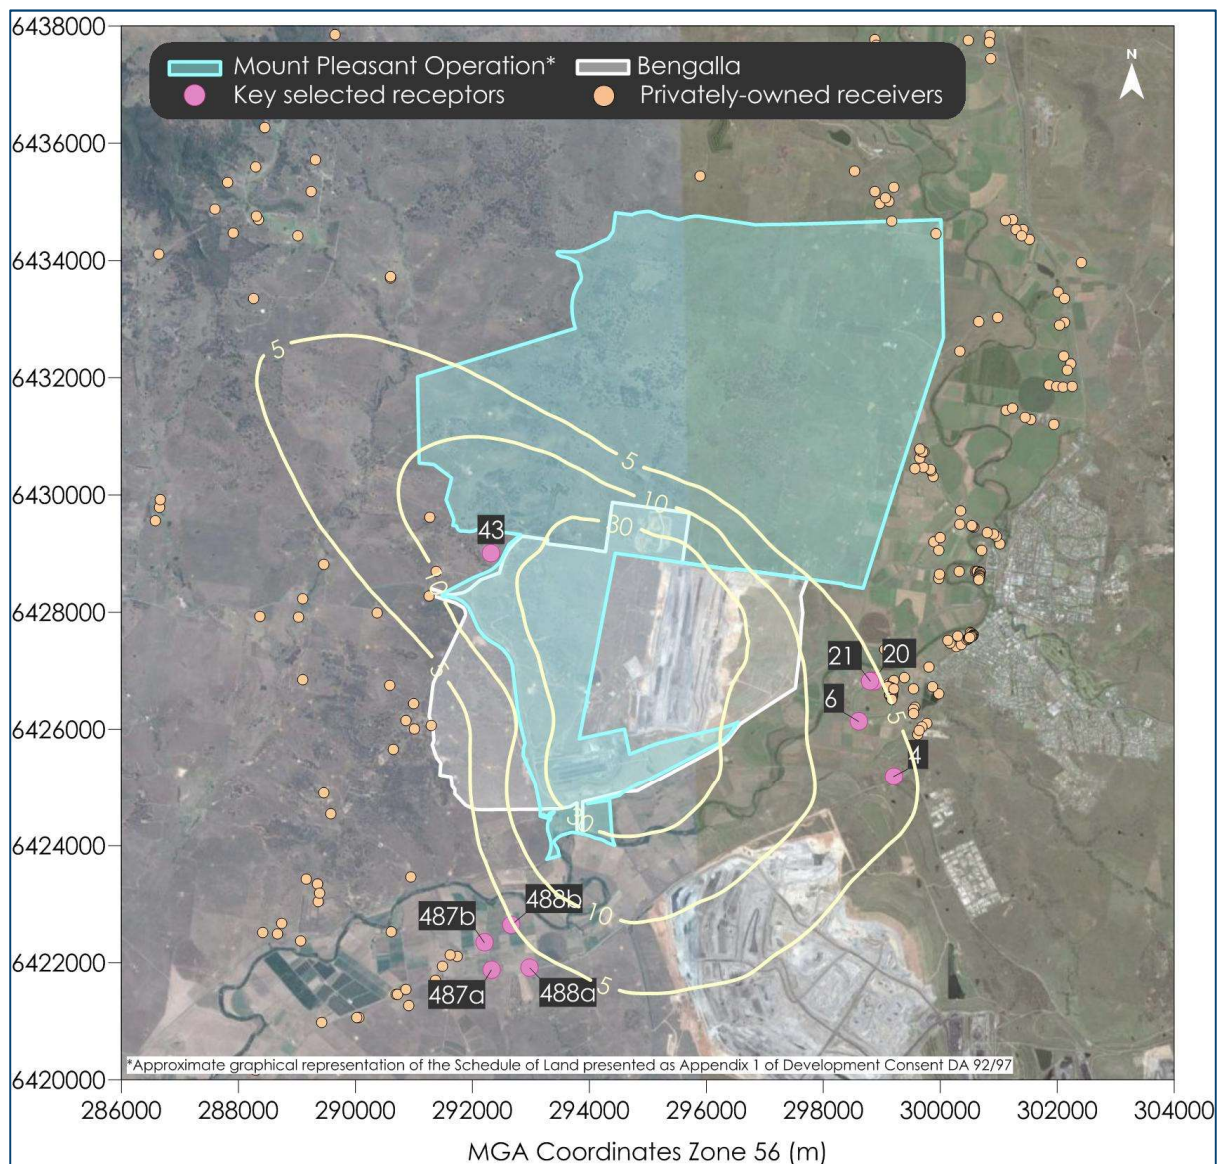 6438000
Mount Pleasant Operation* Bengalla
Key selected receptors Privately-owned receivers
N
6436000
6434000
5
6432000
5
6430000
10
30
43
6428000
10
21 20
5
6
6426000
5
4
6424000
30
488b
487b
10
6422000
487a 488a
5
*Approximate graphical representation of the Schedule of Land presented as Appendix 1 of Development Consent DA 92/97
6420000
286000 288000 290000 292000 294000 296000 298000 300000 302000 304000
MGA Coordinates Zone 56 (m)